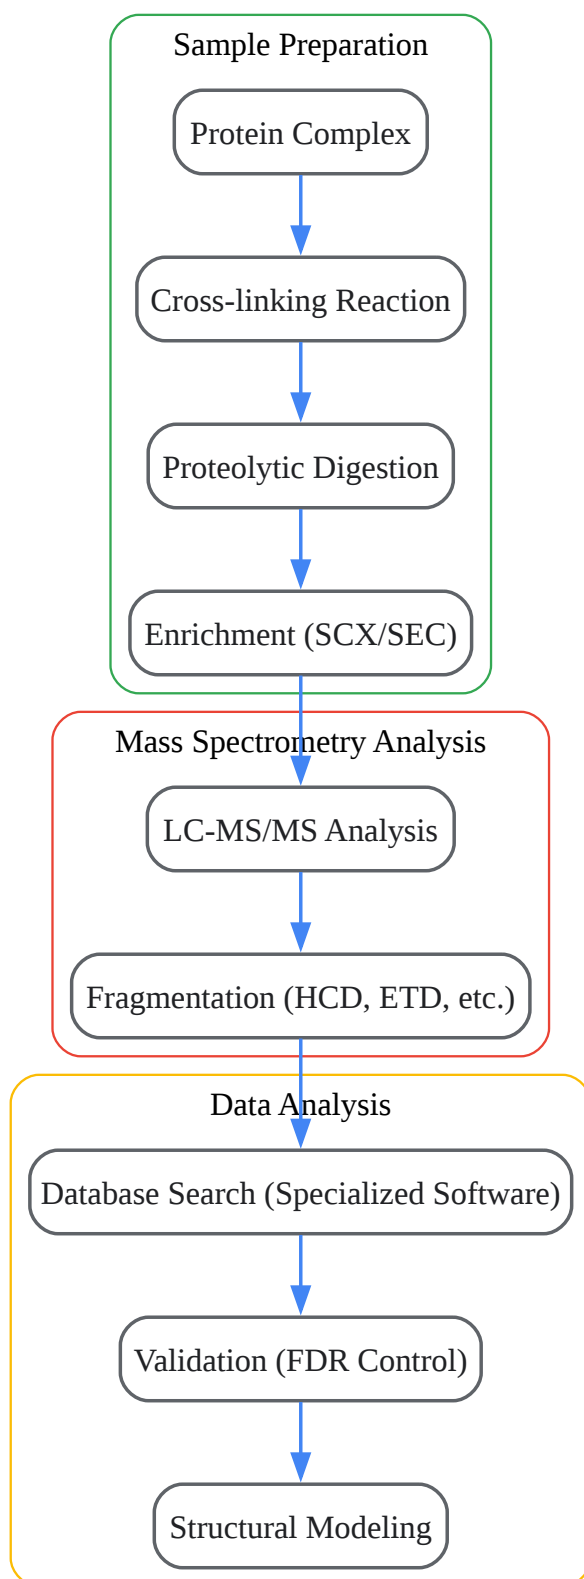 Sample Preparation
Protein Complex
Cross-linking Reaction
Proteolytic Digestion
Enrichment (SCX/SEC)
Mass Spectrometry Analysis
LC-MS/MS Analysis
Fragmentation (HCD, ETD, etc.)
Data Analysis
Database Search (Specialized Software)
Validation (FDR Control)
Structural Modeling